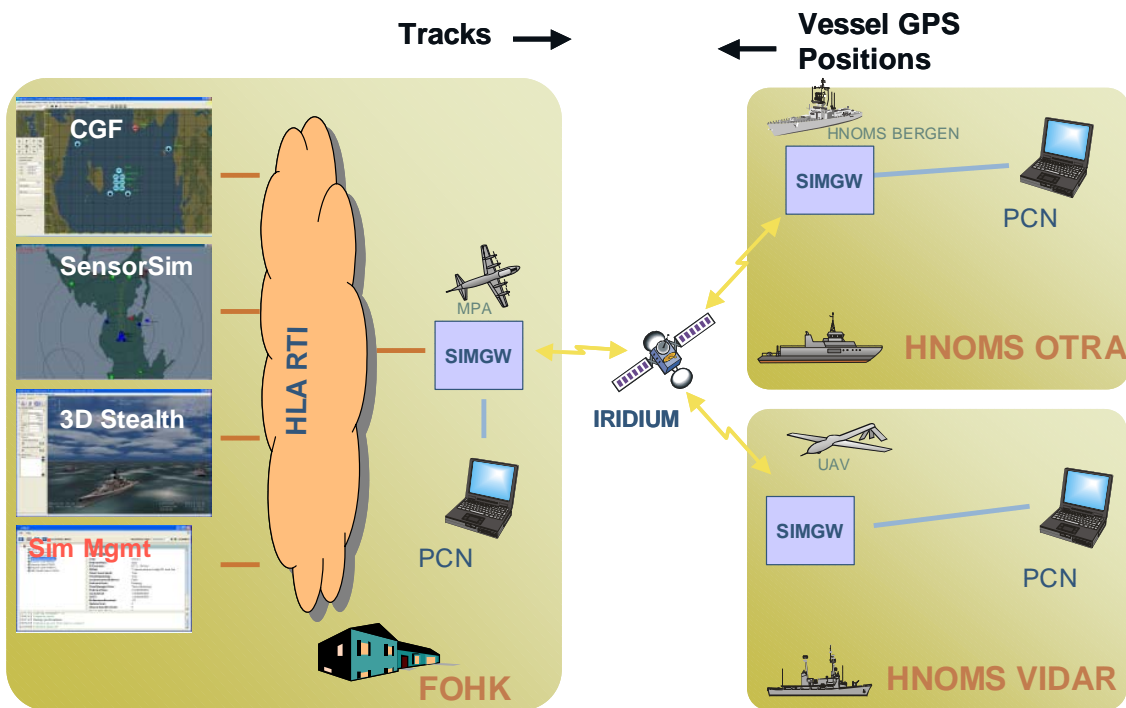 Tracks
Vessel GPS
Positions
CGF
SensorSim
3D Stealth
Sim Mgmt
HLA RTI
MPA
SIMGW
PCN
FOHK
IRIDIUM
HNOMS BERGEN
SIMGW
PCN
HNOMS OTRA
UAV
SIMGW
PCN
HNOMS VIDAR